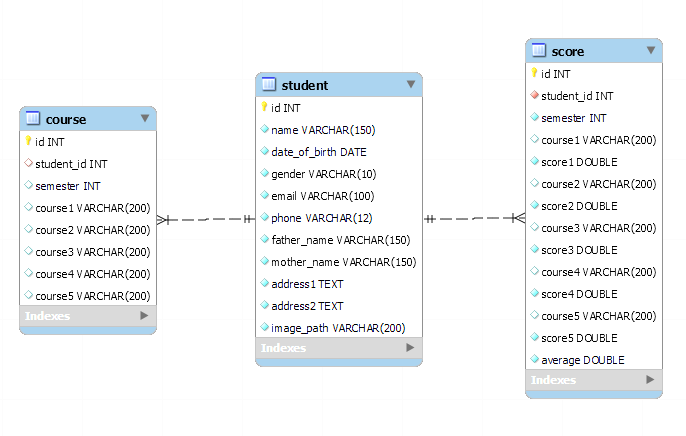 course
id INT
student_id INT
semester INT
course1 VARCHAR(200)
course2 VARCHAR(200)
course3 VARCHAR(200)
course4 VARCHAR(200)
course5 VARCHAR(200)
Indexes
student
id INT
name VARCHAR(150)
date_of_birth DATE
gender VARCHAR(10)
email VARCHAR(100)
phone VARCHAR(12)
father_name VARCHAR(150)
mother_name VARCHAR(150)
address1 TEXT
address2 TEXT
image_path VARCHAR(200)
Indexes
score
id INT
student_id INT
semester INT
course1 VARCHAR(200)
score1 DOUBLE
course2 VARCHAR(200)
score2 DOUBLE
course3 VARCHAR(200)
score3 DOUBLE
course4 VARCHAR(200)
score4 DOUBLE
course5 VARCHAR(200)
score5 DOUBLE
average DOUBLE
Indexes